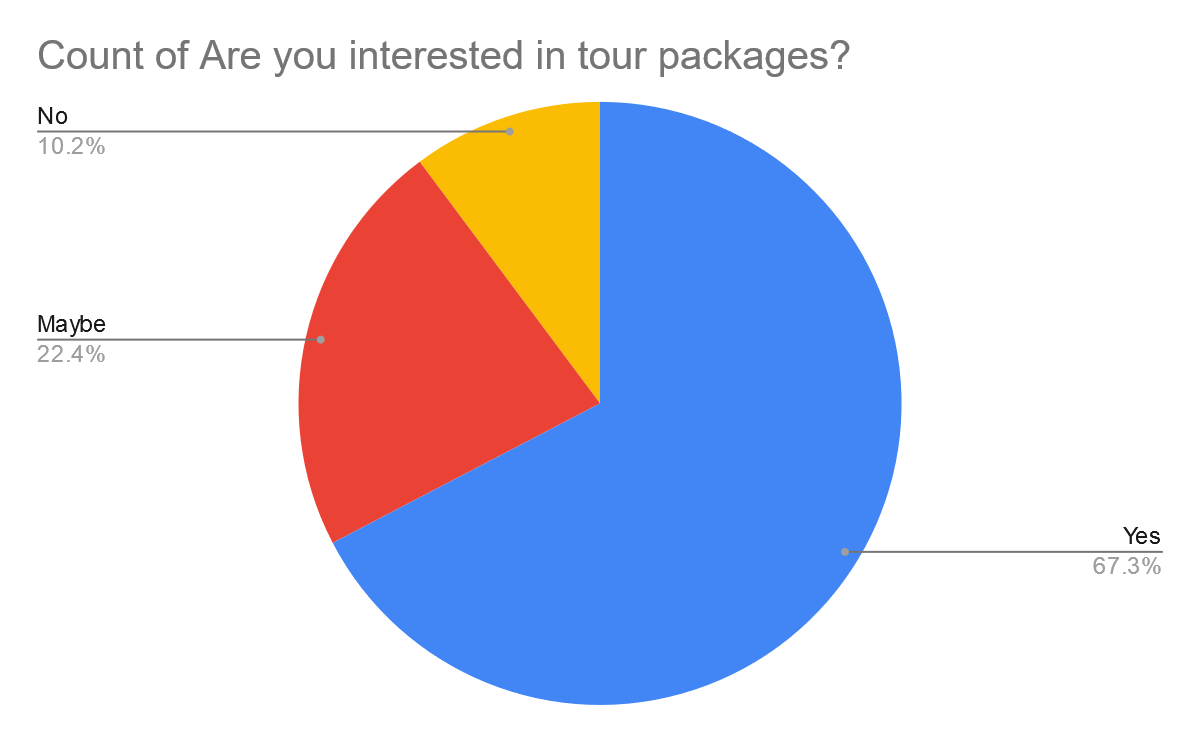 Count of Are you interested in tour packages?
No
10.2%
Maybe
22.4%
Yes
67.3%